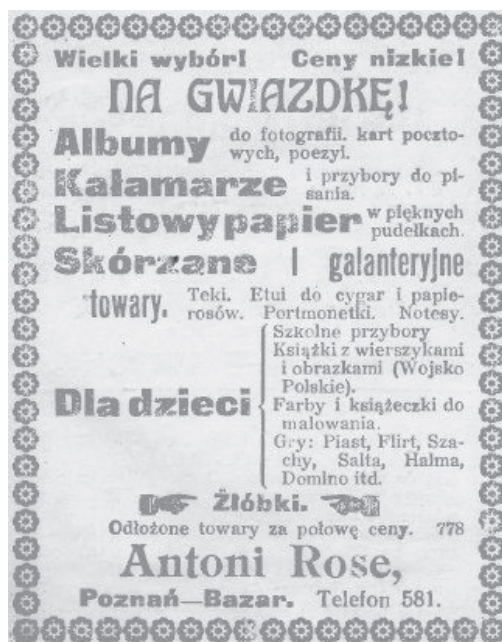 Wielki wybór! Ceny nizkie!
NA GWIAZDKĘ!
Albumy do fotografii. kart poczto-
wych, poezyi.
Kałamarze i przybory do pi-
sania.
Listowy papier w pięknych
pudełkach.
Skórzane i galanteryjne
towary. Teki. Etui do cygar i papie-
rosów. Portmonetki. Notesy.
Dla dzieci
Szkolne przybory
Książki z wierszykami
i obrazkami (Wojsko
Polskie).
Farby i książeczki do
malowania.
Gry: Piast, Flirt, Sza-
chy, Salta, Halma,
Domino itd.
Żłóbki.
Odłożone towary za połowę ceny. 778
Antoni Rose,
Poznań—Bazar. Telefon 581.